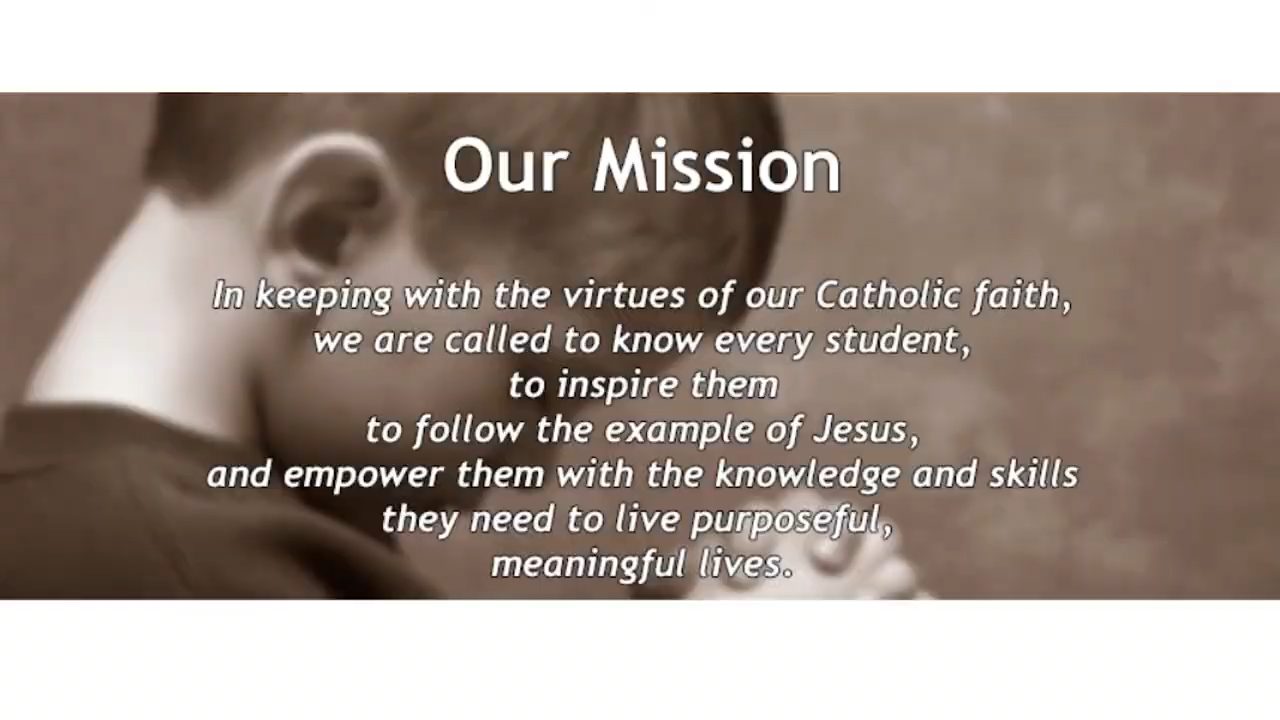 Our Mission
In keeping with the virtues of our Catholic faith,
we are called to know every student,
to inspire them
to follow the example of Jesus,
and empower them with the knowledge and skills
they need to live purposeful,
meaningful lives.